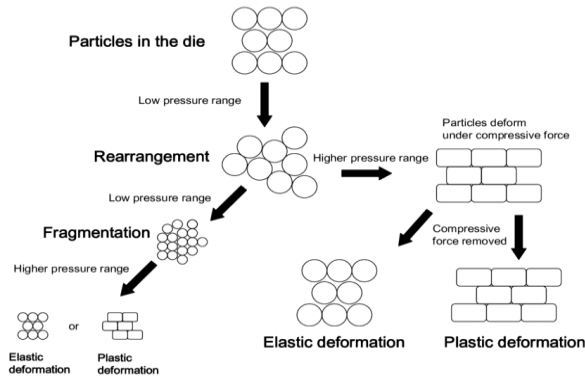 Particles in the die
Low pressure range
Rearrangement
Higher pressure range
Particles deform
under compressive force
Low pressure range
Fragmentation
Compressive
force removed
Higher pressure range
or
Elastic
deformation
Plastic
deformation
Elastic deformation
Plastic deformation